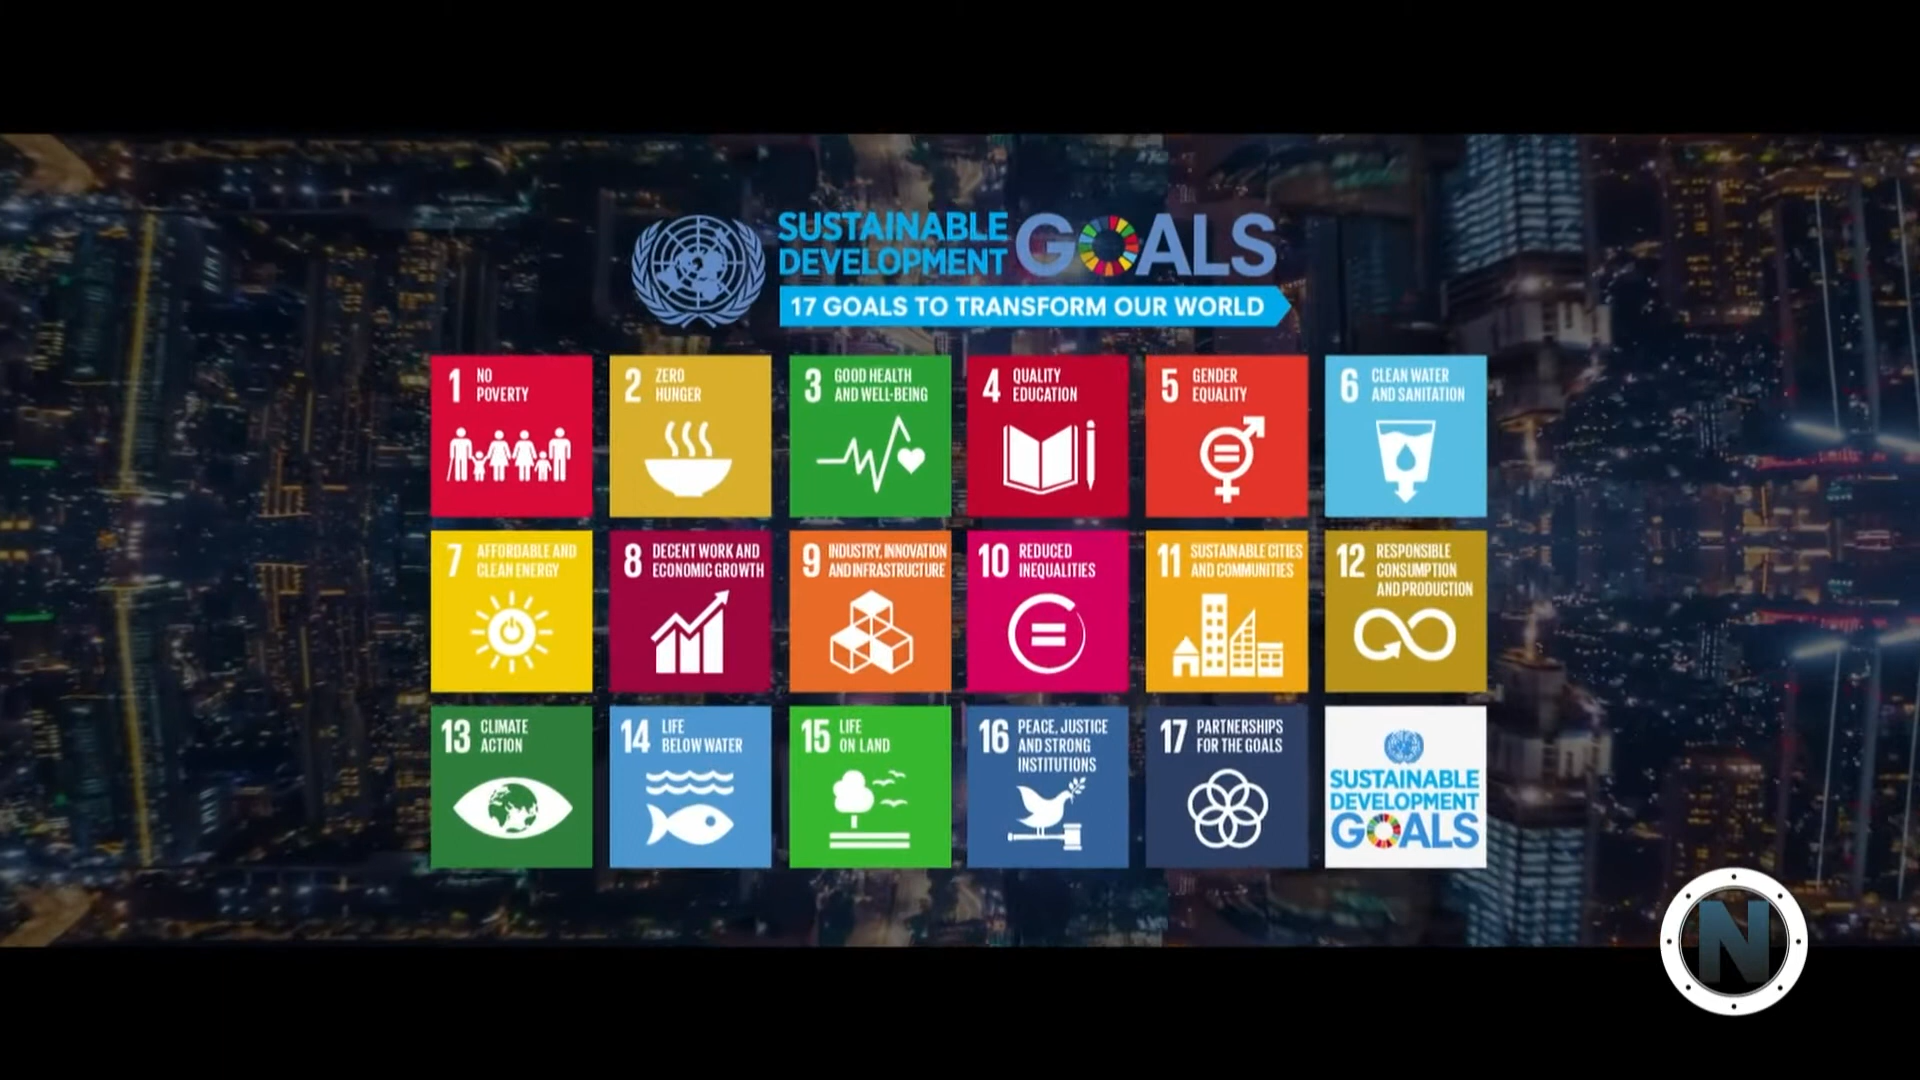 SUSTAINABLE
DEVELOPMENT
GOALS
17 GOALS TO TRANSFORM OUR WORLD
1 NO
POVERTY
2 ZERO
HUNGER
3 GOOD HEALTH
AND WELL-BEING
4 QUALITY
EDUCATION
5 GENDER
EQUALITY
6 CLEAN WATER
AND SANITATION
7 AFFORDABLE AND
CLEAN ENERGY
8 DECENT WORK AND
ECONOMIC GROWTH
9 INDUSTRY, INNOVATION
AND INFRASTRUCTURE
10 REDUCED
INEQUALITIES
11 SUSTAINABLE CITIES
AND COMMUNITIES
12 RESPONSIBLE
CONSUMPTION
AND PRODUCTION
13 CLIMATE
ACTION
14 LIFE
BELOW WATER
15 LIFE
ON LAND
16 PEACE, JUSTICE
AND STRONG
INSTITUTIONS
17 PARTNERSHIPS
FOR THE GOALS
SUSTAINABLE
DEVELOPMENT
GOALS
N